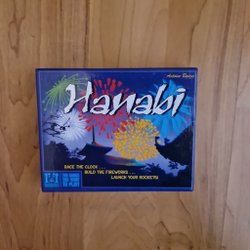 Antoine Bauza
Hanabi
RACE THE CLOCK...
BUILD THE FIREWORKS...
LAUNCH YOUR ROCKETS!